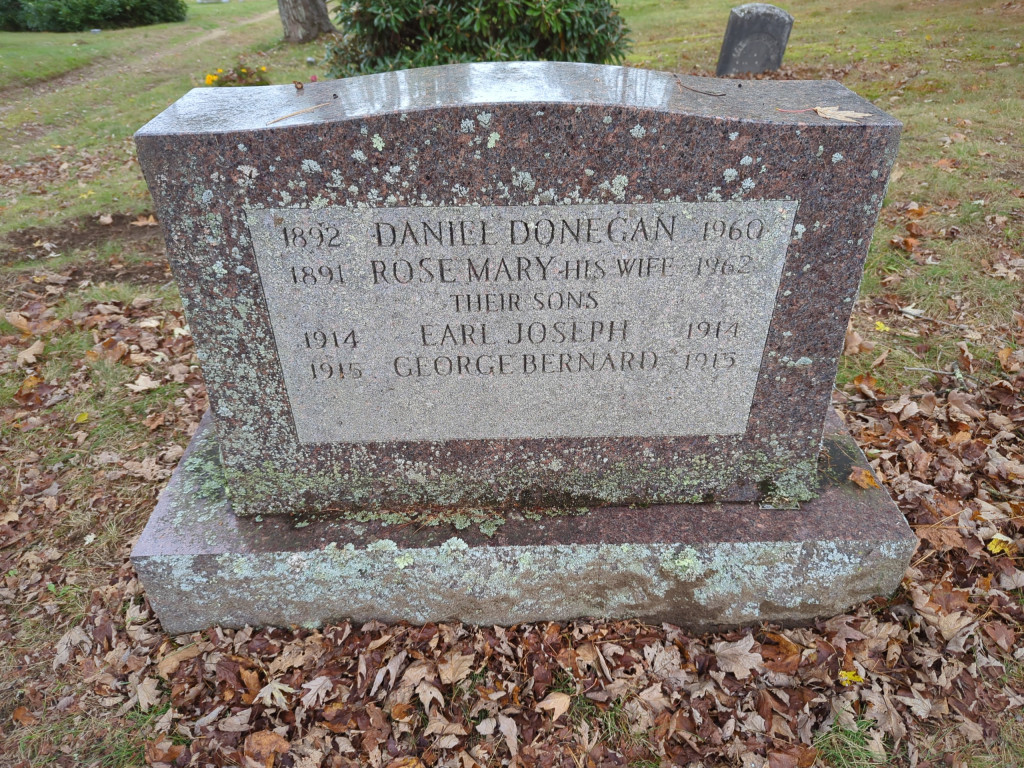 1892 DANIEL DONEGAN 1960
1891 ROSE MARY HIS WIFE 1962
THEIR SONS
1914 EARL JOSEPH 1914
1915 GEORGE BERNARD 1915